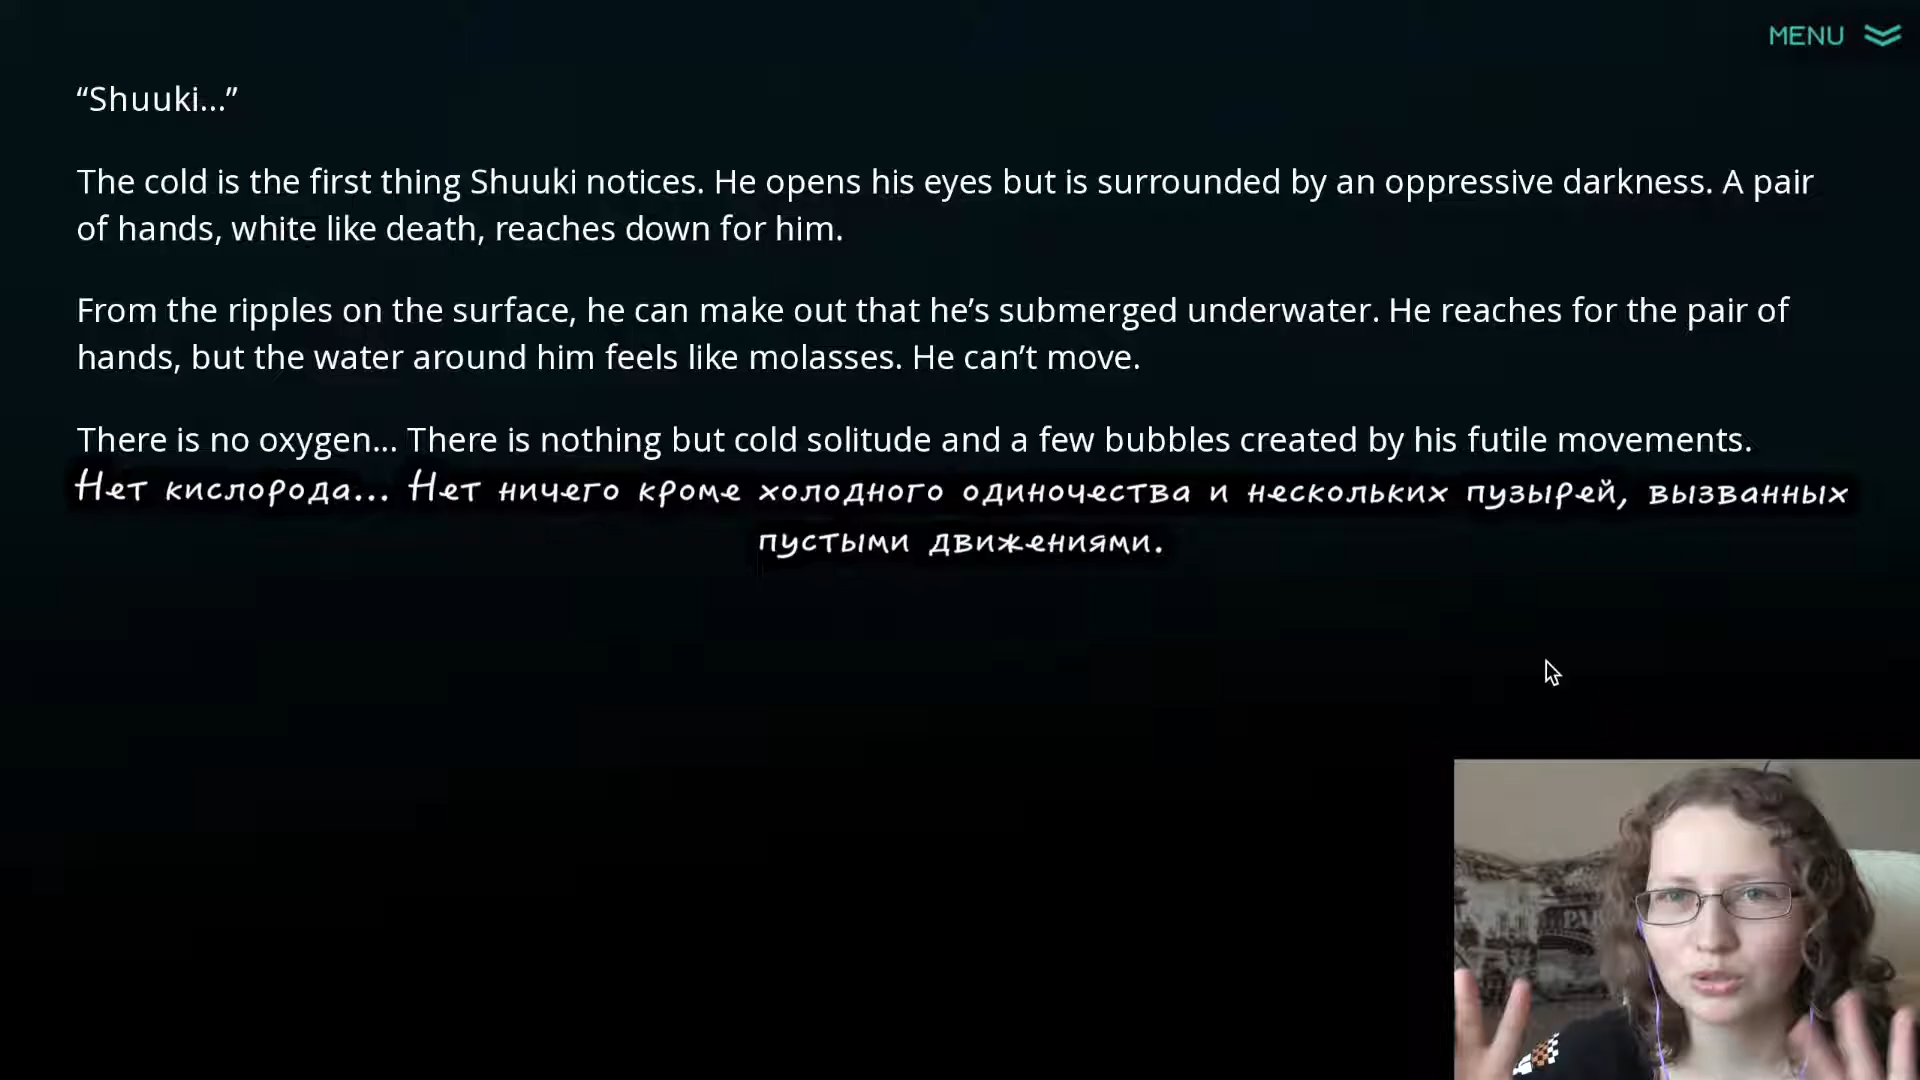 MENU
“Shuuki...”
The cold is the first thing Shuuki notices. He opens his eyes but is surrounded by an oppressive darkness. A pair
of hands, white like death, reaches down for him.
From the ripples on the surface, he can make out that he’s submerged underwater. He reaches for the pair of
hands, but the water around him feels like molasses. He can’t move.
There is no oxygen... There is nothing but cold solitude and a few bubbles created by his futile movements.
Нет кислорода... Нет ничего кроме холодного одиночества и нескольких пузырей, вызванных
пустыми движениями.